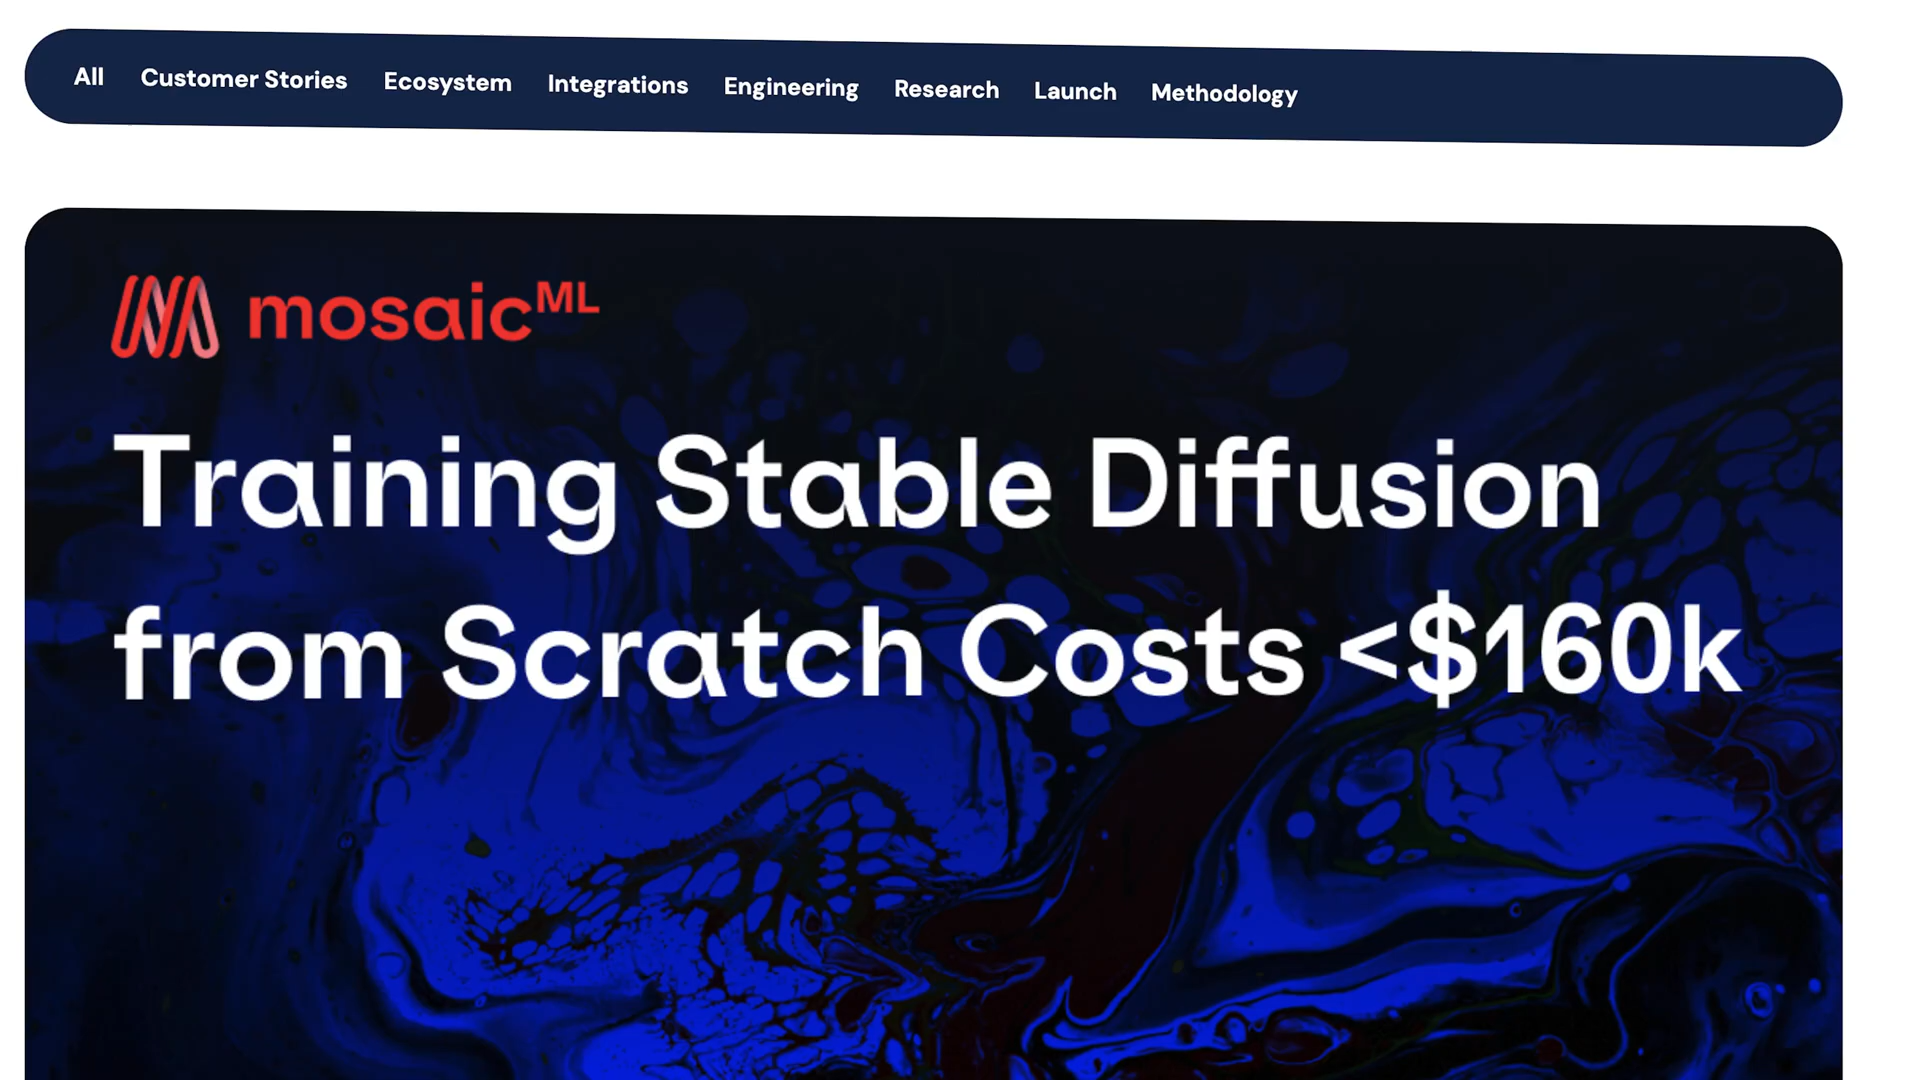 All Customer Stories Ecosystem Integrations Engineering Research Launch Methodology
mosaicML
Training Stable Diffusion
from Scratch Costs <$160k